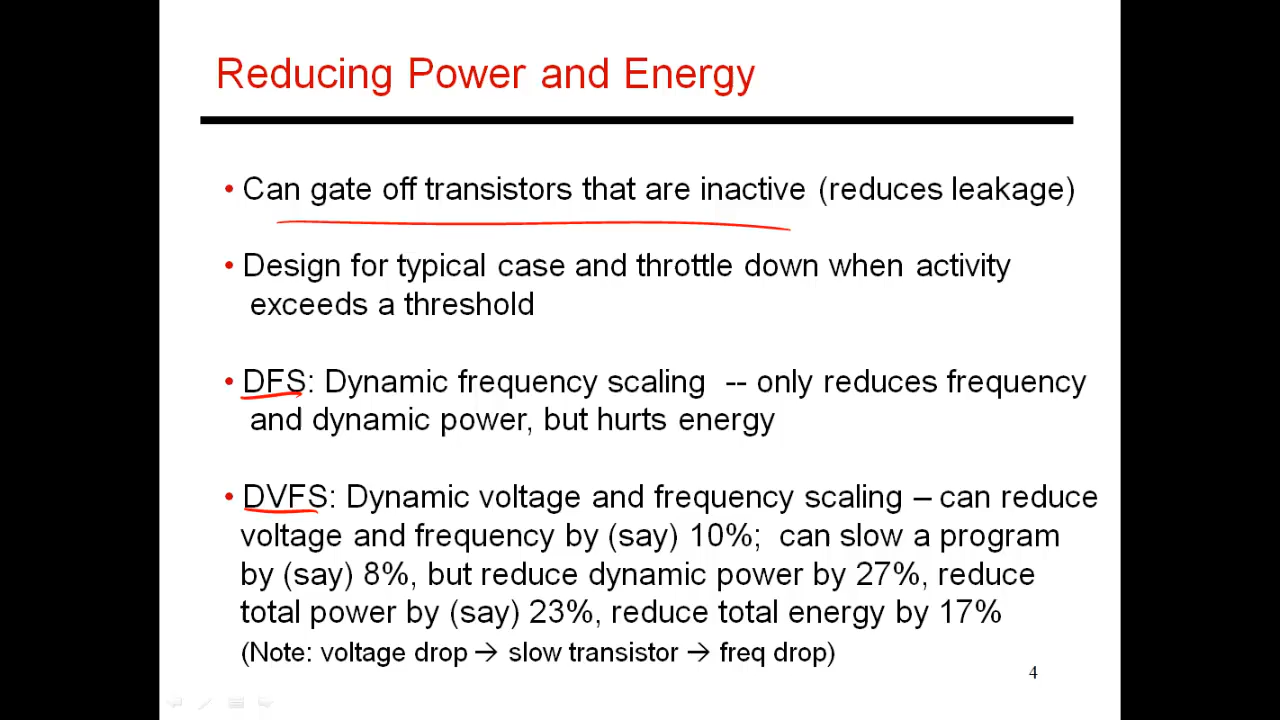 Reducing Power and Energy
• Can gate off transistors that are inactive (reduces leakage)
• Design for typical case and throttle down when activity
exceeds a threshold
• DFS: Dynamic frequency scaling -- only reduces frequency
and dynamic power, but hurts energy
• DVFS: Dynamic voltage and frequency scaling – can reduce
voltage and frequency by (say) 10%; can slow a program
by (say) 8%, but reduce dynamic power by 27%, reduce
total power by (say) 23%, reduce total energy by 17%
(Note: voltage drop → slow transistor → freq drop)
4